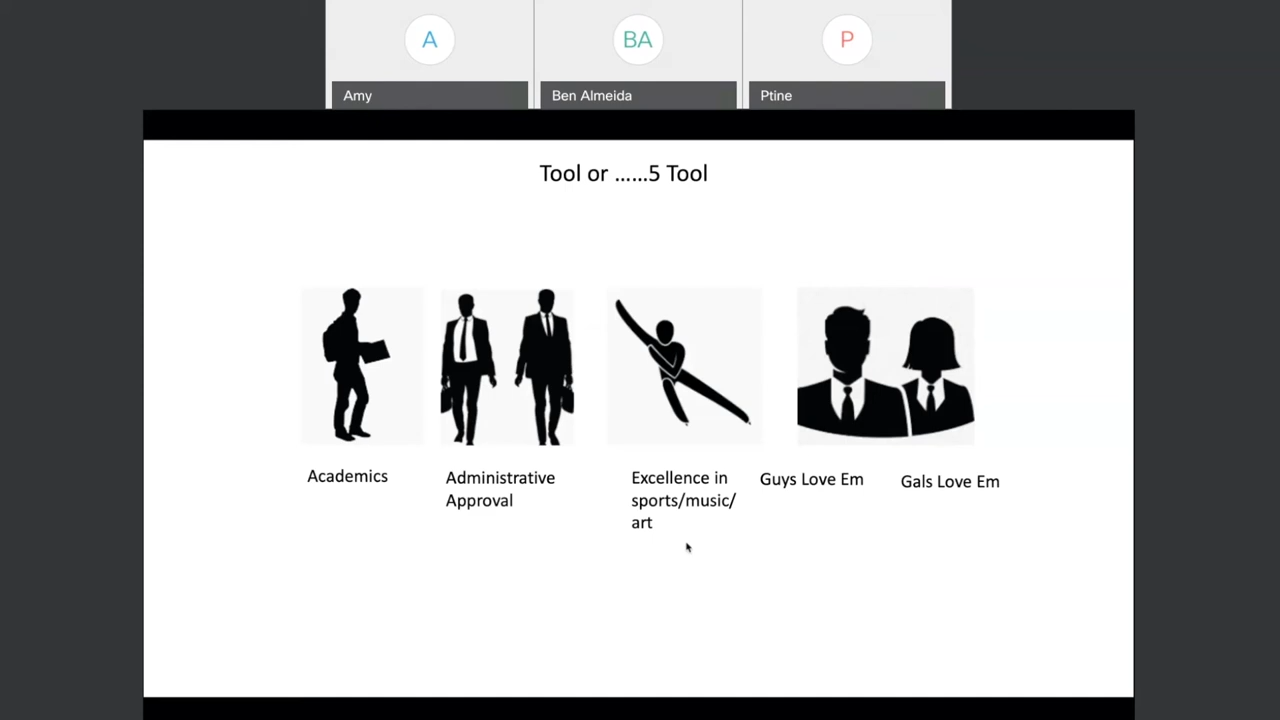 A
BA
P
Amy
Ben Almeida
Ptine
Tool or ......5 Tool
Academics
Administrative
Approval
Excellence in
sports/music/
art
Guys Love Em
Gals Love Em